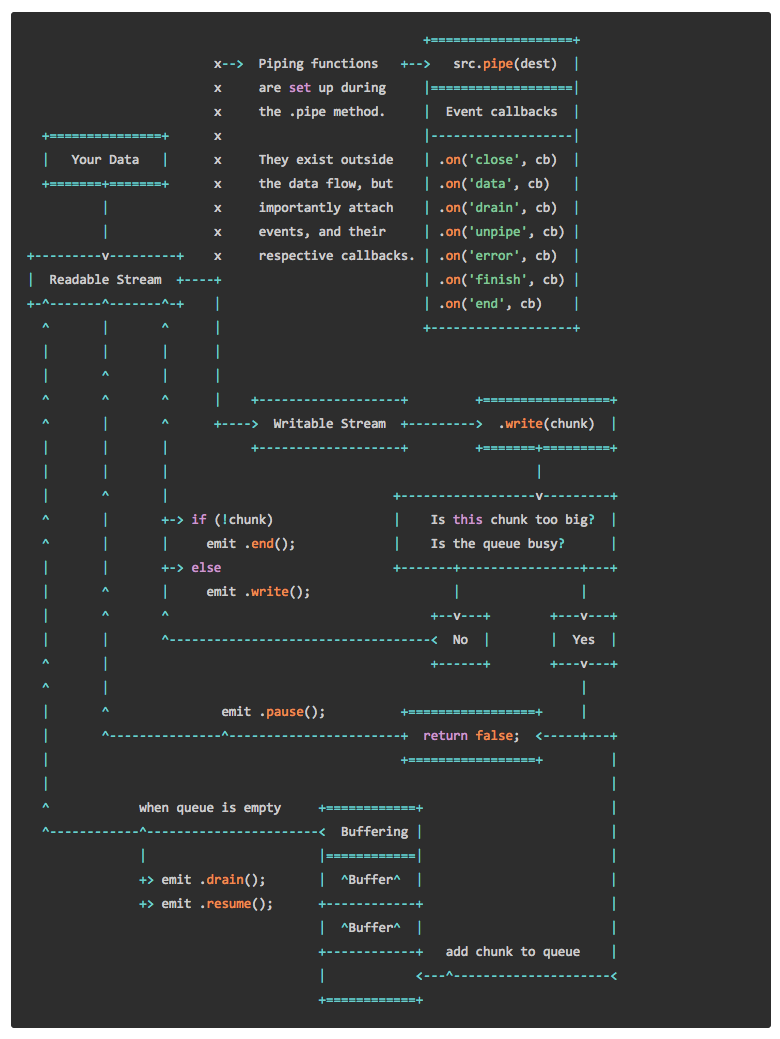 x--> Piping functions +--> src.pipe(dest)
x are set up during
x the .pipe method. Event callbacks
x
Your Data x They exist outside .on('close', cb)
x the data flow, but .on('data', cb)
x importantly attach .on('drain', cb)
x events, and their .on('unpipe', cb)
x respective callbacks. .on('error', cb)
Readable Stream .on('finish', cb)
.on('end', cb)
Writable Stream .write(chunk)
if (!chunk) Is this chunk too big?
emit .end(); Is the queue busy?
else
emit .write();
No Yes
emit .pause();
return false;
when queue is empty
Buffering
emit .drain(); ^Buffer^
emit .resume();
^Buffer^
add chunk to queue